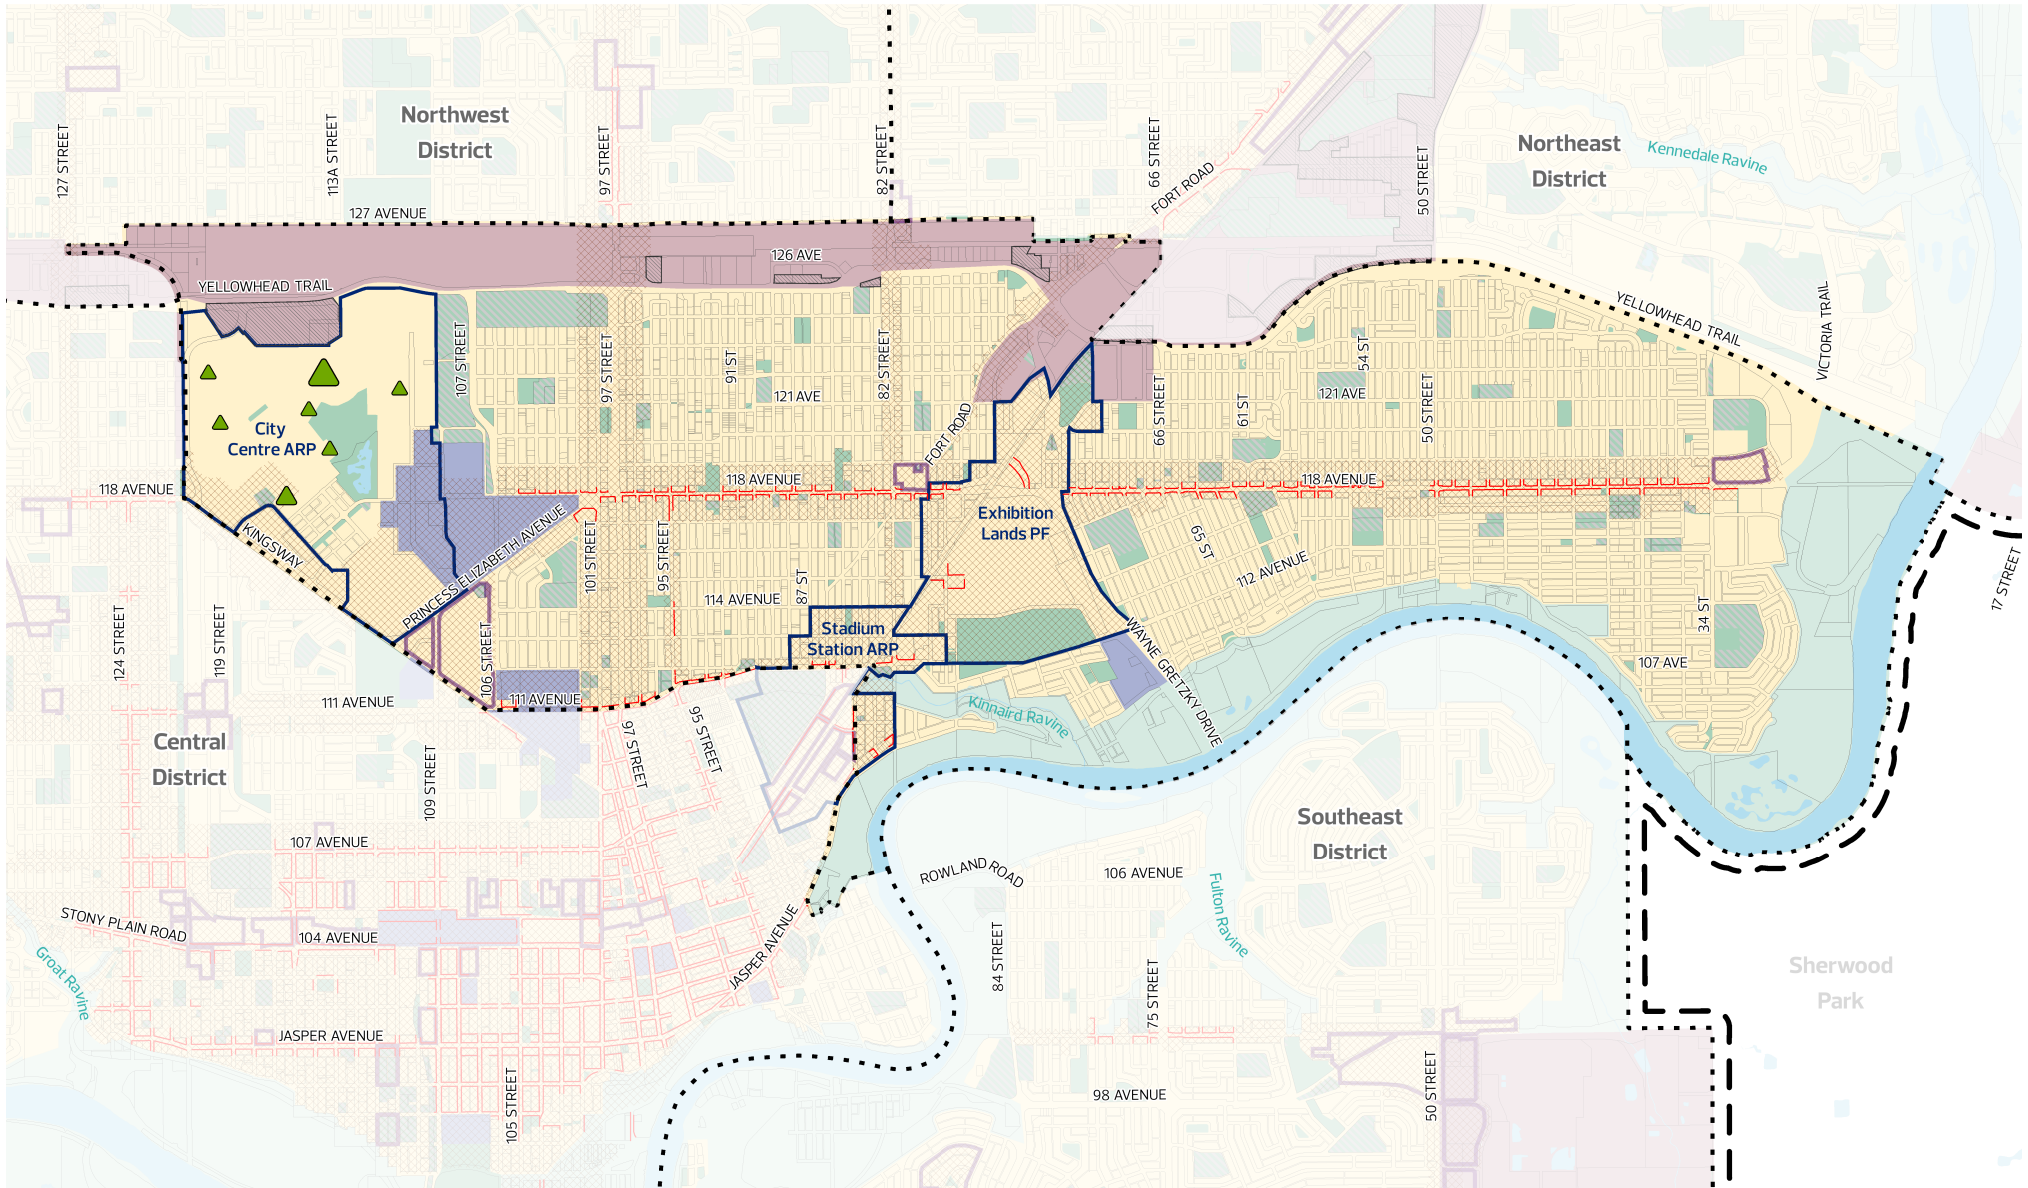 Northwest
District
Northeast
District
Kennedale Ravine
127 STREET
113A STREET
97 STREET
82 STREET
66 STREET
FORT ROAD
50 STREET
127 AVENUE
126 AVE
YELLOWHEAD TRAIL
YELLOWHEAD TRAIL
VICTORIA TRAIL
107 STREET
97 STREET
91 ST
82 STREET
121 AVE
FORT ROAD
66 STREET
61 ST
54 ST
121 AVE
50 STREET
City
Centre ARP
118 AVENUE
118 AVENUE
118 AVENUE
Exhibition
Lands PF
KINGSWAY
PRINCESS ELIZABETH AVENUE
101 STREET
95 STREET
87 ST
65 ST
112 AVENUE
114 AVENUE
17 STREET
124 STREET
119 STREET
106 STREET
Stadium
Station ARP
WAYNE GRETZKY DRIVE
34 ST
107 AVE
111 AVENUE
111 AVENUE
Kinnaird Ravine
97 STREET
95 STREET
Central
District
109 STREET
107 AVENUE
Southeast
District
ROWLAND ROAD
106 AVENUE
Fulton Ravine
STONY PLAIN ROAD
104 AVENUE
JASPER AVENUE
84 STREET
75 STREET
Groat Ravine
Sherwood
Park
JASPER AVENUE
105 STREET
98 AVENUE
50 STREET